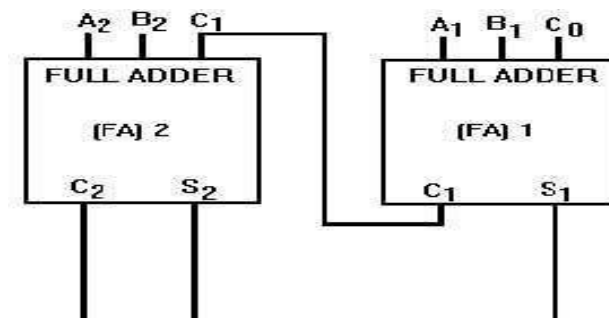 A₂ B₂ C₁
FULL ADDER
(FA) 2
C₂ S₂
A₁ B₁ C₀
FULL ADDER
(FA) 1
C₁ S₁